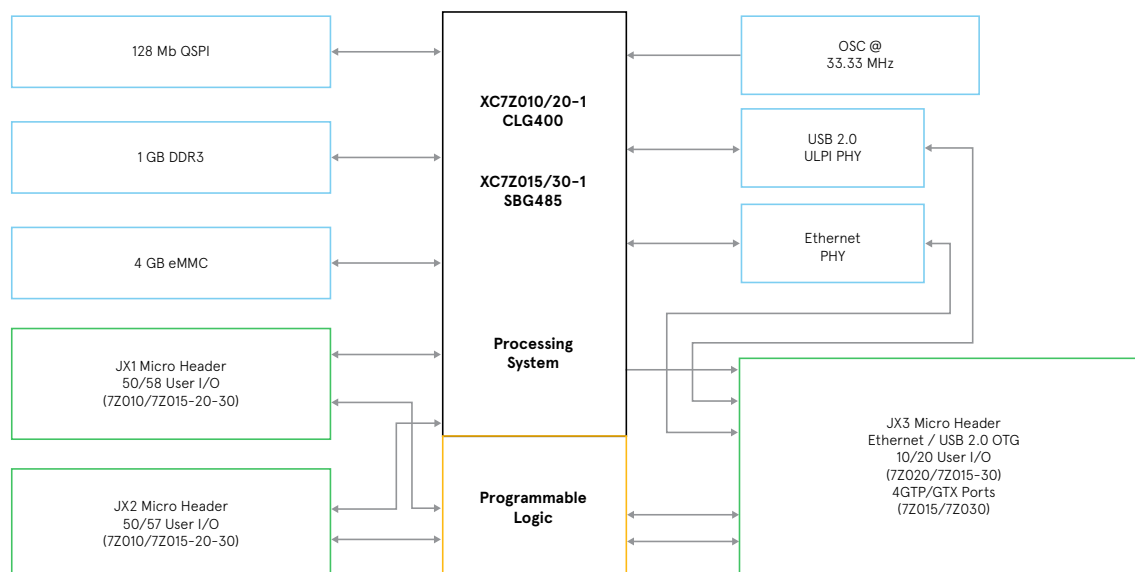 128 Mb QSPI
1 GB DDR3
4 GB eMMC
JX1 Micro Header
50/58 User I/O
(7Z010/7Z015-20-30)
JX2 Micro Header
50/57 User I/O
(7Z010/7Z015-20-30)
XC7Z010/20-1
CLG400
XC7Z015/30-1
SBG485
Processing
System
Programmable
Logic
OSC @
33.33 MHz
USB 2.0
ULPI PHY
Ethernet
PHY
JX3 Micro Header
Ethernet / USB 2.0 OTG
10/20 User I/O
(7Z020/7Z015-30)
4GTP/GTX Ports
(7Z015/7Z030)